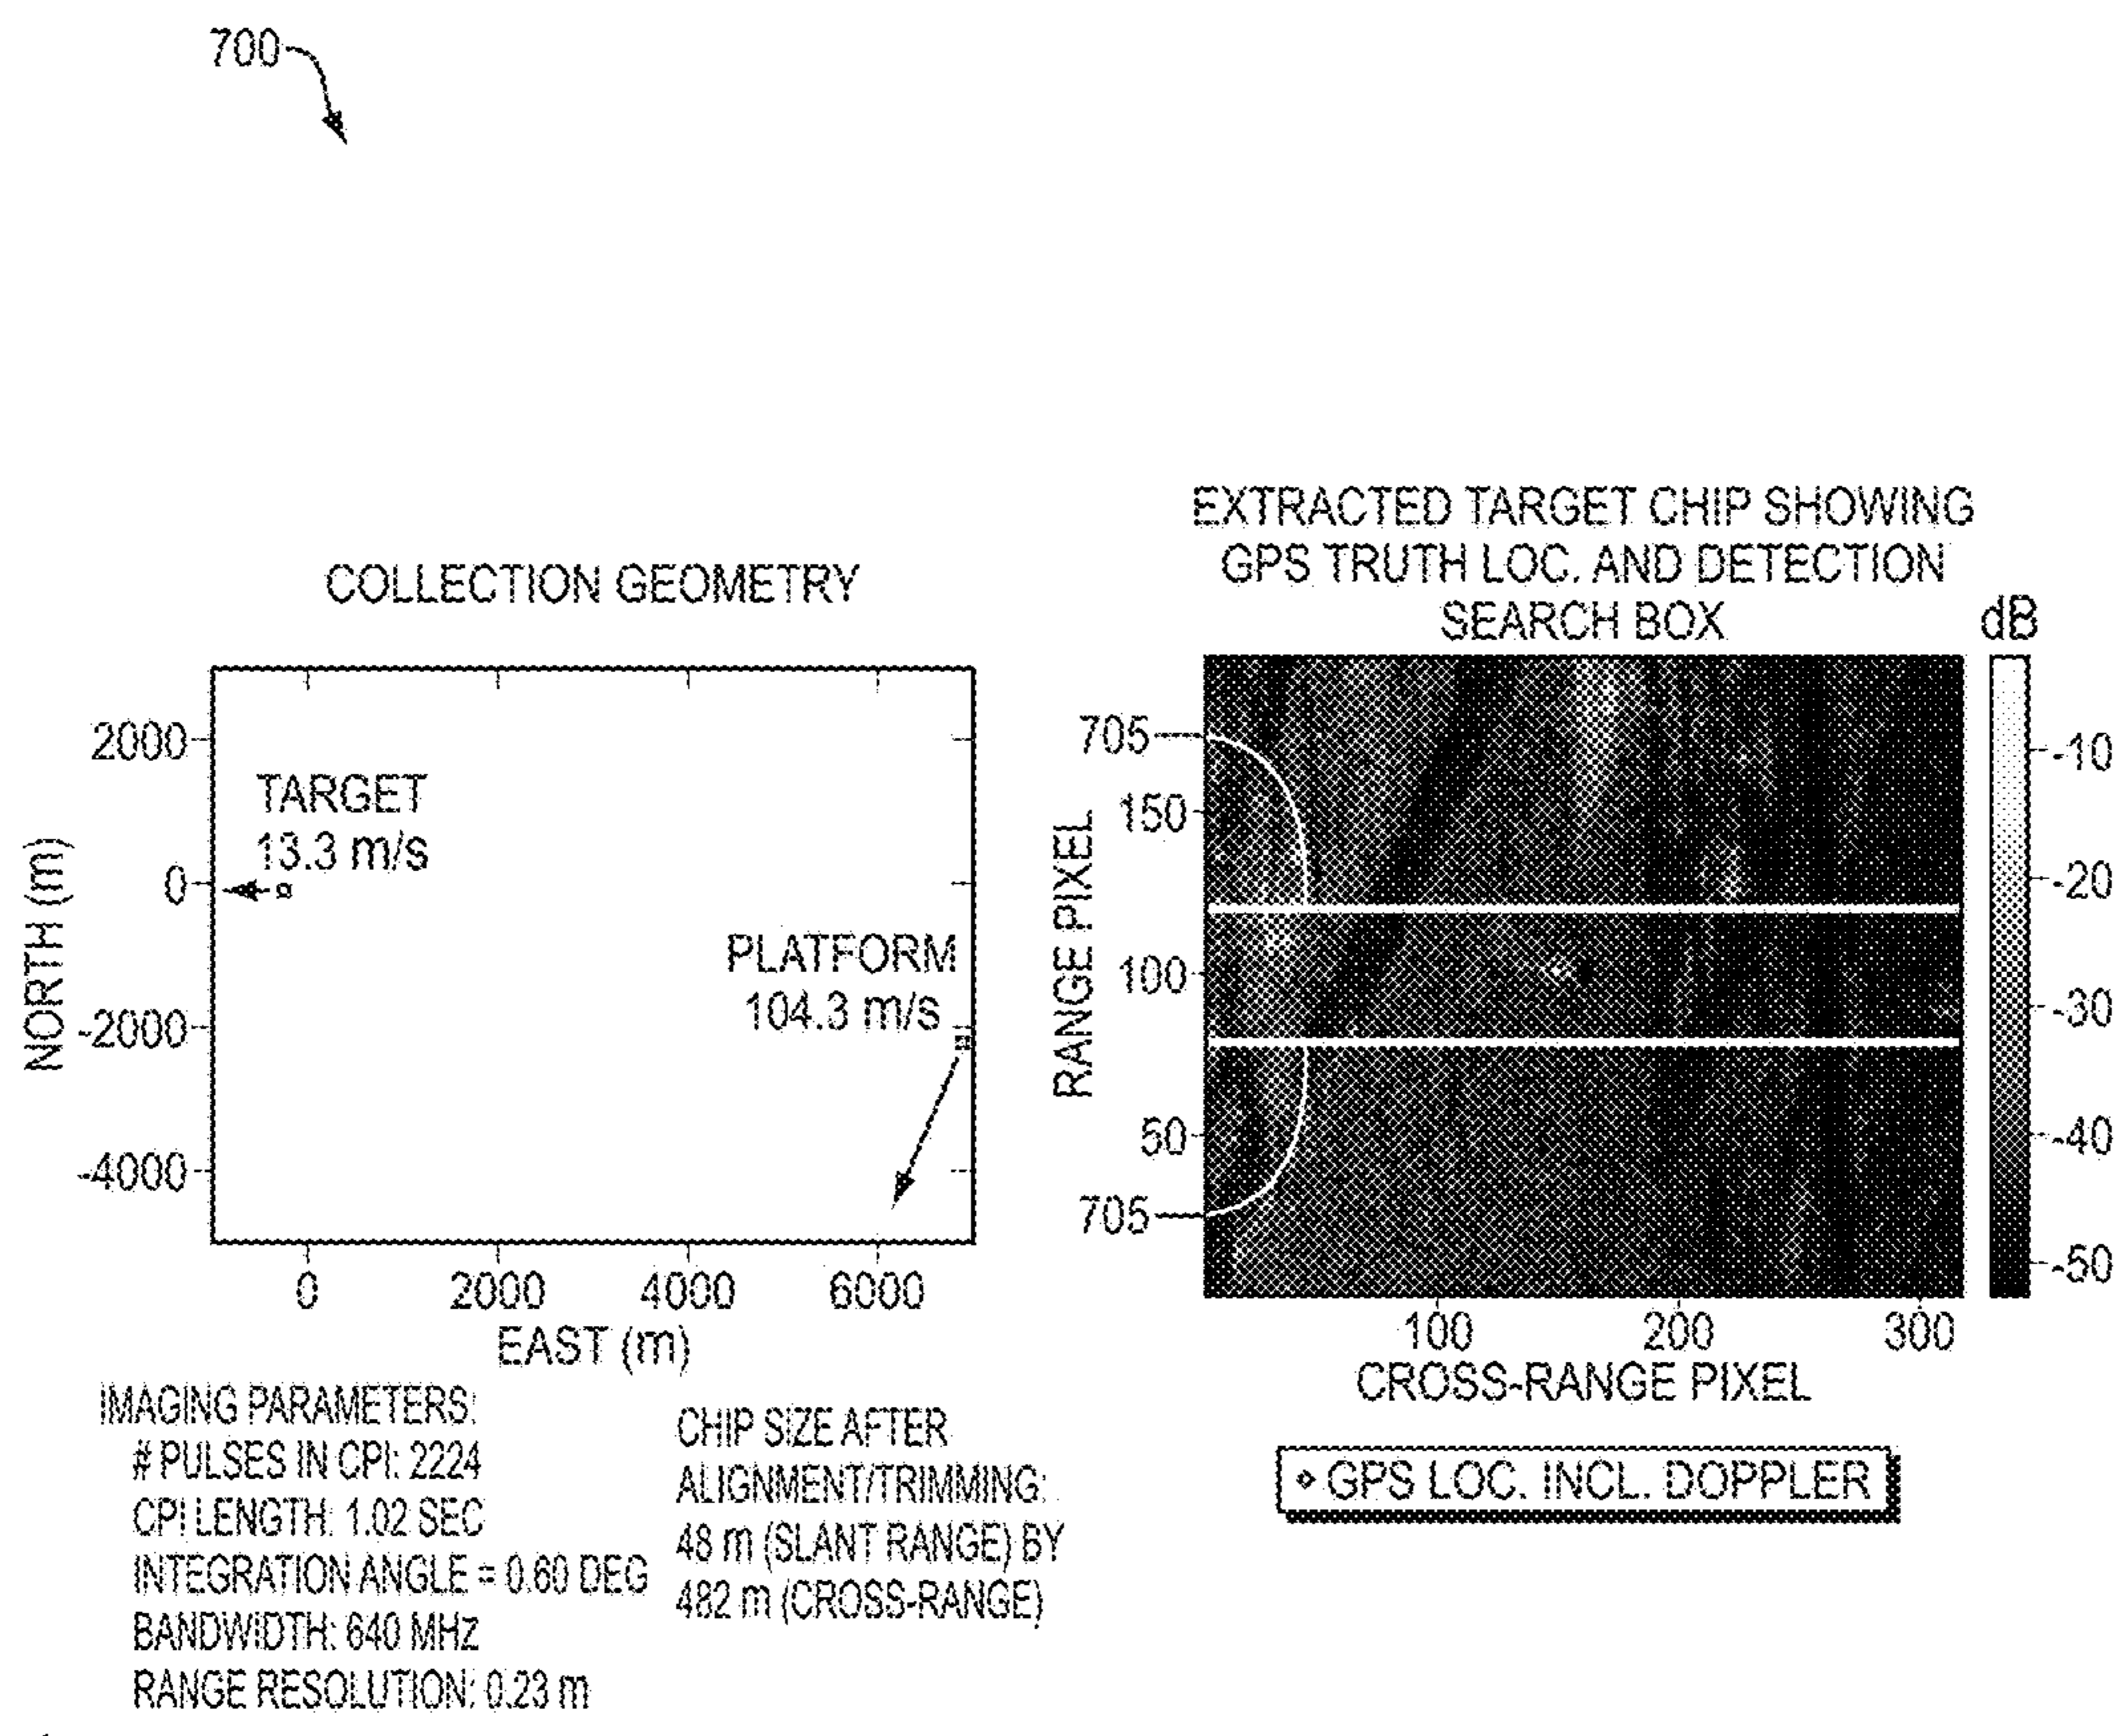 700
COLLECTION GEOMETRY
NORTH (m)
2000
0
-2000
-4000
TARGET
13.3 m/s
PLATFORM
104.3 m/s
0 2000 4000 6000
EAST (m)
IMAGING PARAMETERS:
# PULSES IN CPI: 2224
CPI LENGTH: 1.02 SEC
INTEGRATION ANGLE = 0.60 DEG
BANDWIDTH: 640 MHz
RANGE RESOLUTION: 0.23 m
CHIP SIZE AFTER
ALIGNMENT/TRIMMING:
48 m (SLANT RANGE) BY
482 m (CROSS-RANGE)
EXTRACTED TARGET CHIP SHOWING
GPS TRUTH LOC. AND DETECTION
SEARCH BOX
dB
RANGE PIXEL
705
150
100
50
705
-10
-20
-30
-40
-50
100 200 300
CROSS-RANGE PIXEL
GPS LOC. INCL. DOPPLER